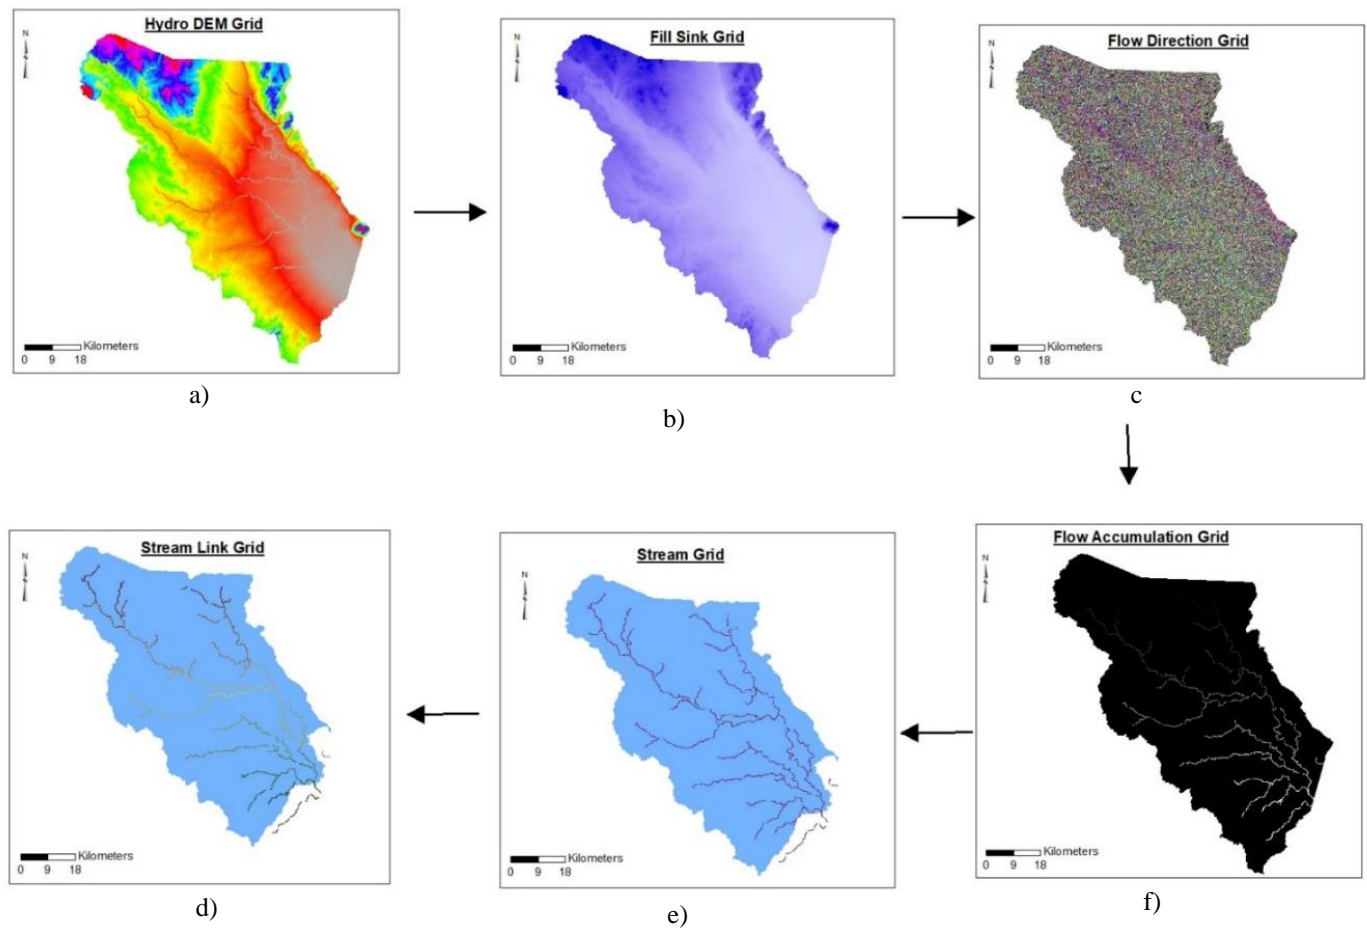 Hydro DEM Grid
N
Kilometers
0 9 18
a)
Fill Sink Grid
N
Kilometers
0 9 18
b)
Flow Direction Grid
N
Kilometers
0 9 18
c
Stream Link Grid
N
Kilometers
0 9 18
d)
Stream Grid
N
Kilometers
0 9 18
e)
Flow Accumulation Grid
N
Kilometers
0 9 18
f)